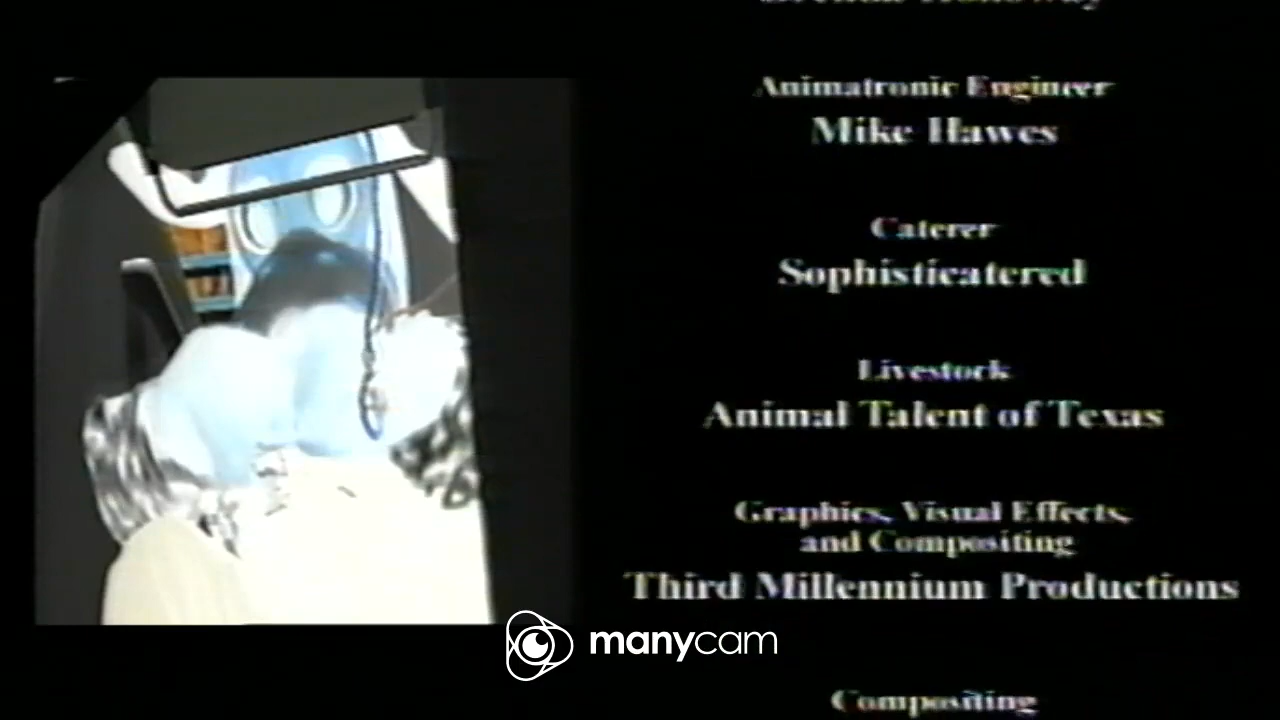 Animatronic Engineer
Mike Hawes
Caterer
Sophisticatered
Livestock
Animal Talent of Texas
Graphics, Visual Effects,
and Compositing
Third Millennium Productions
manycam
Compositing